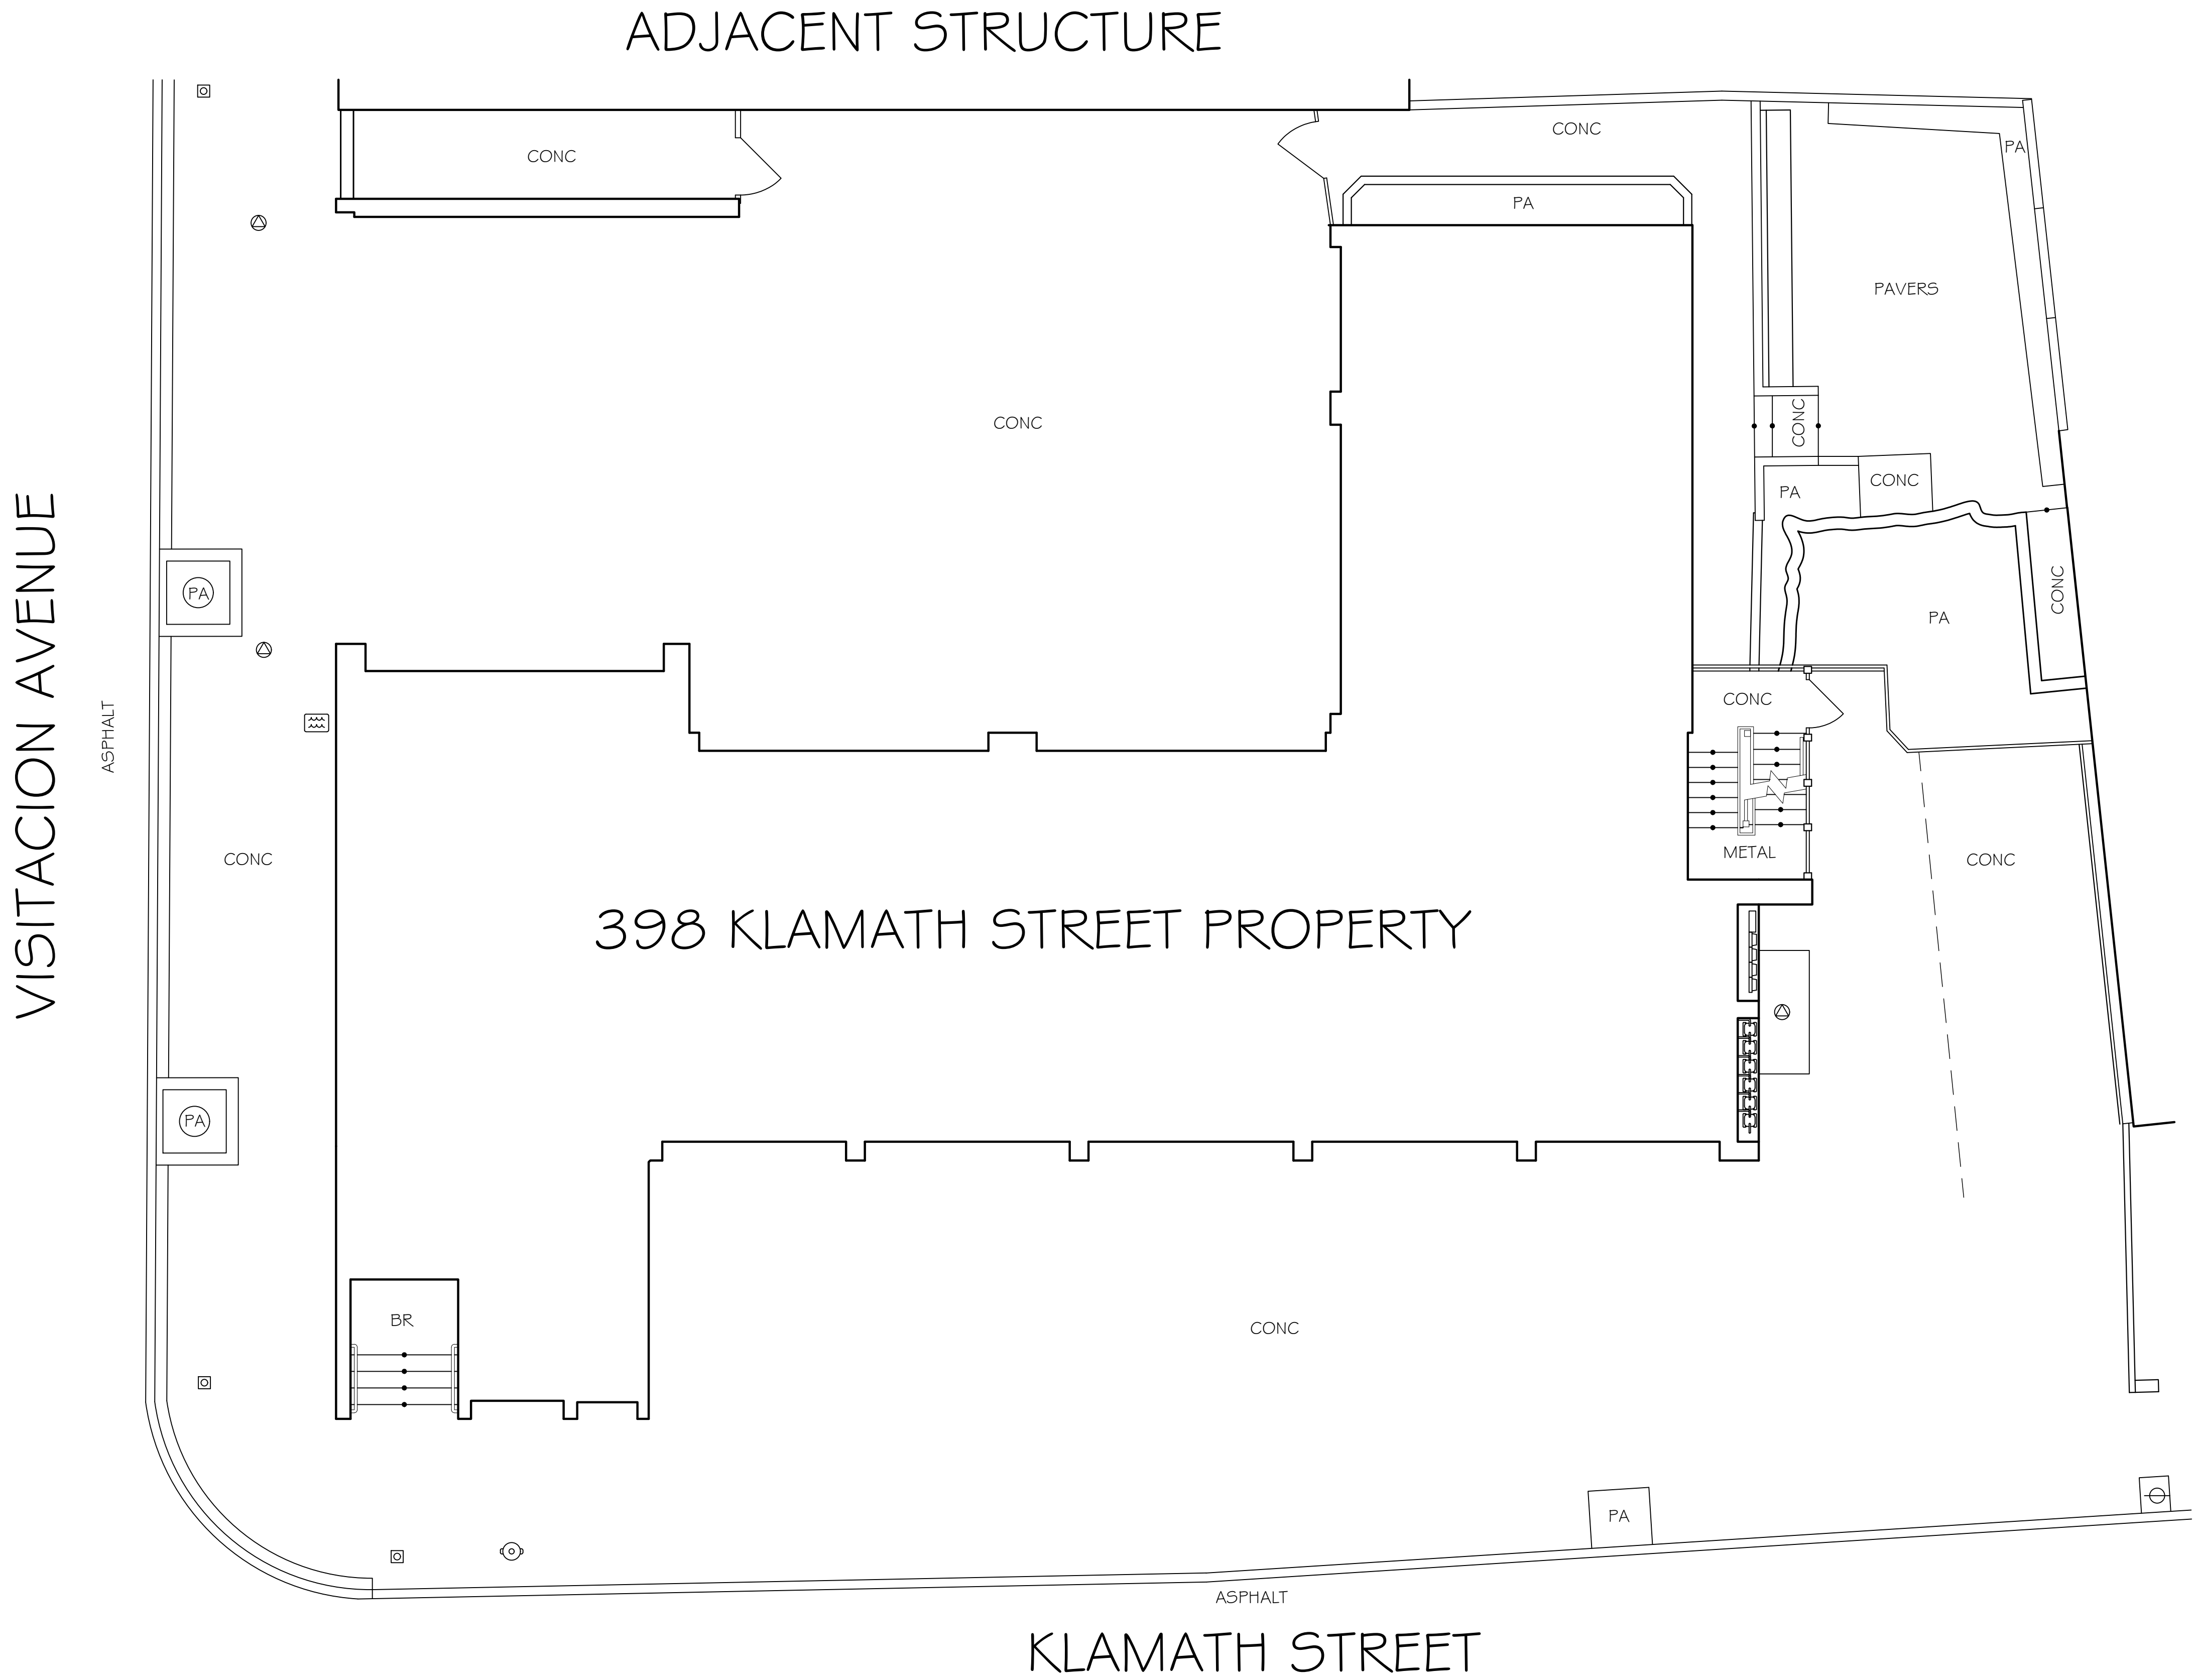 ADJACENT STRUCTURE
CONC
CONC
PA
PA
PAVERS
CONC
CONC
CONC
PA
PA
CONC
PA
VISITACION AVENUE
ASPHALT
CONC
CONC
METAL
CONC
398 KLAMATH STREET PROPERTY
PA
BR
CONC
PA
ASPHALT
KLAMATH STREET